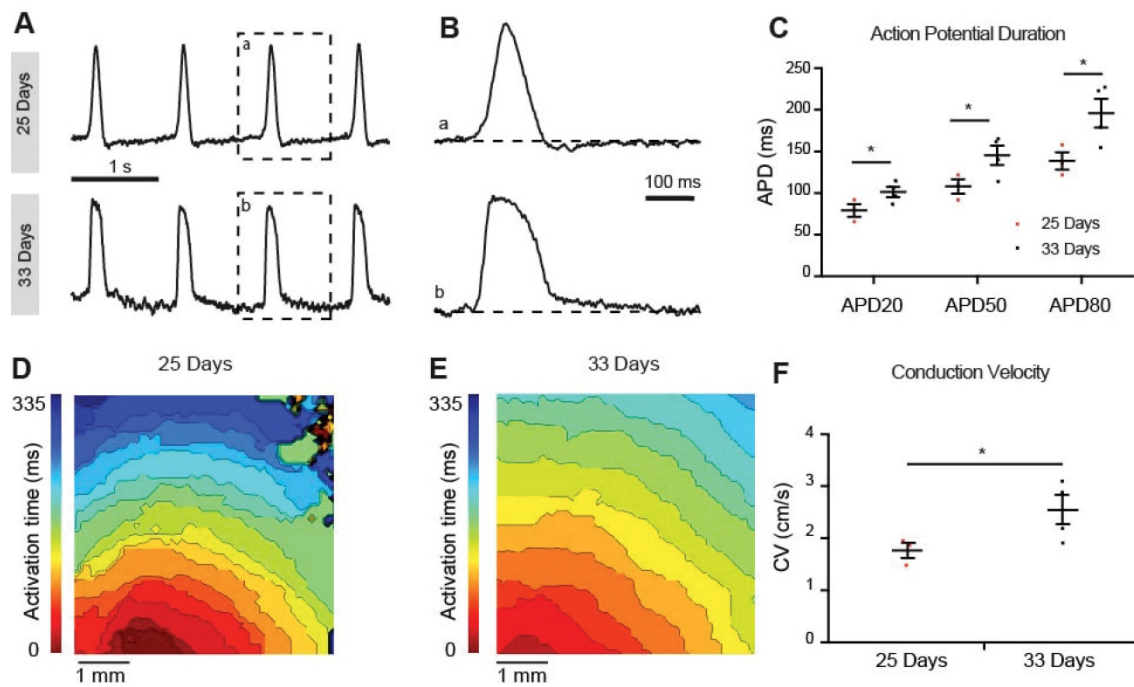 A
25 Days
a
1 s
33 Days
b
B
a
100 ms
b
C
Action Potential Duration
250
200
150
100
50
0
APD (ms)
*
*
*
25 Days
33 Days
APD20 APD50 APD80
D
25 Days
335
Activation time (ms)
0
1 mm
E
33 Days
335
Activation time (ms)
0
1 mm
F
Conduction Velocity
4
3
2
1
0
CV (cm/s)
*
25 Days 33 Days